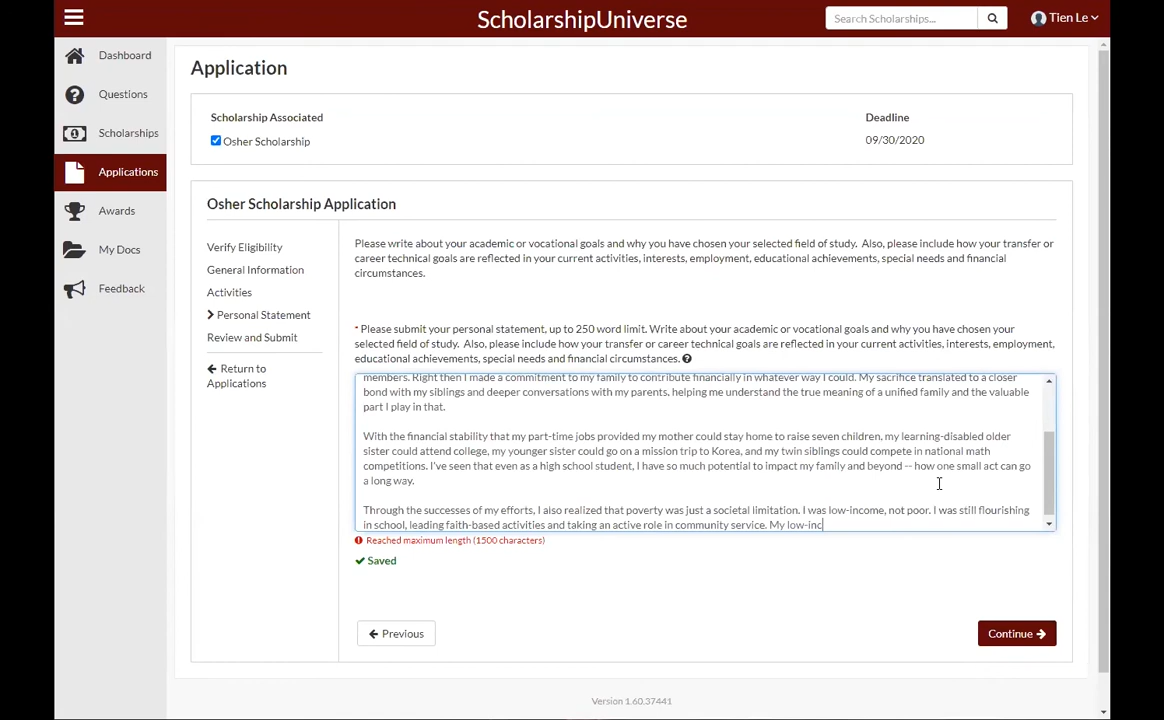 ScholarshipUniverse
Search Scholarships...
Tien Le
Dashboard
Questions
Scholarships
Applications
Awards
My Docs
Feedback
Application
Scholarship Associated
Osher Scholarship
Deadline
09/30/2020
Osher Scholarship Application
Verify Eligibility
General Information
Activities
Personal Statement
Review and Submit
Return to
Applications
Please write about your academic or vocational goals and why you have chosen your selected field of study. Also, please include how your transfer or
career technical goals are reflected in your current activities, interests, employment, educational achievements, special needs and financial
circumstances.
* Please submit your personal statement, up to 250 word limit. Write about your academic or vocational goals and why you have chosen your
selected field of study. Also, please include how your transfer or career technical goals are reflected in your current activities, interests, employment,
educational achievements, special needs and financial circumstances.
members. Right then I made a commitment to my family to contribute financially in whatever way I could. My sacrifice translated to a closer
bond with my siblings and deeper conversations with my parents, helping me understand the true meaning of a unified family and the valuable
part I play in that.
With the financial stability that my part-time jobs provided my mother could stay home to raise seven children, my learning-disabled older
sister could attend college, my younger sister could go on a mission trip to Korea, and my twin siblings could compete in national math
competitions. I've seen that even as a high school student, I have so much potential to impact my family and beyond -- how one small act can go
a long way.
Through the successes of my efforts, I also realized that poverty was just a societal limitation. I was low-income, not poor. I was still flourishing
in school, leading faith-based activities and taking an active role in community service. My low-inc
Reached maximum length (1500 characters)
Saved
Previous
Continue
Version 1.60.37441